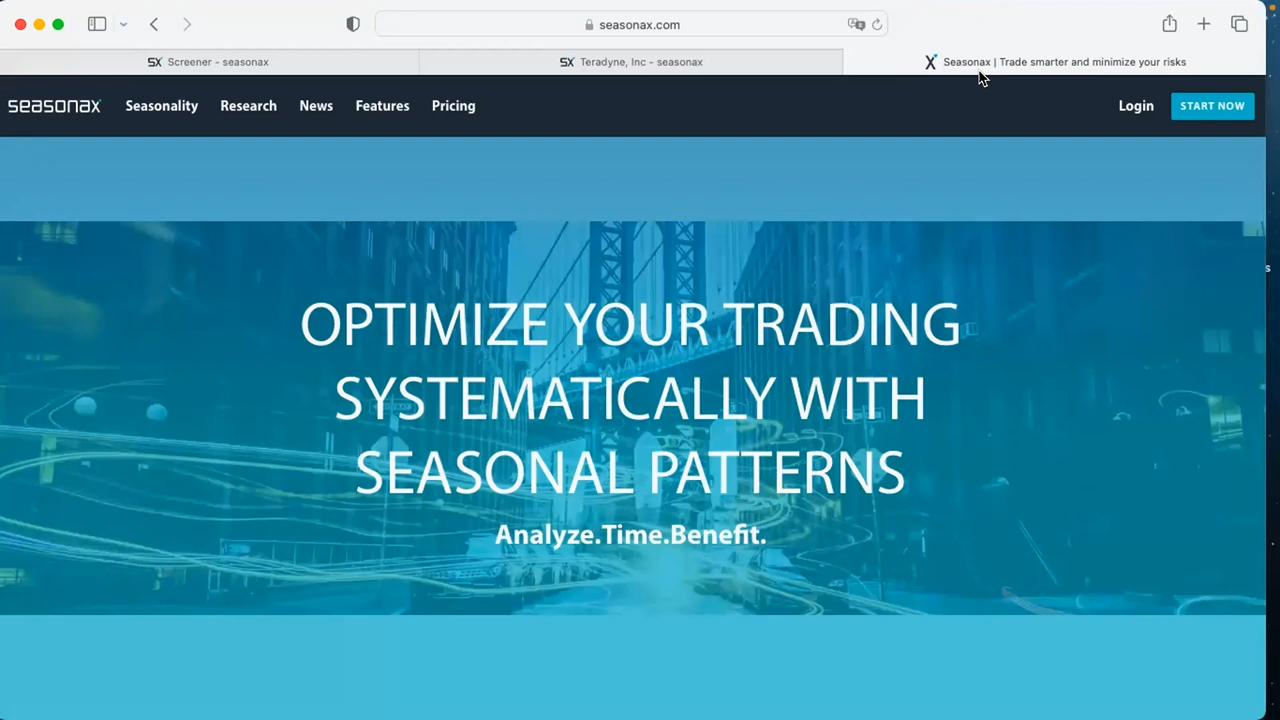 seasonax.com
SX Screener - seasonax
SX Teradyne, Inc - seasonax
X Seasonax | Trade smarter and minimize your risks
seasonax Seasonality Research News Features Pricing Login START NOW
OPTIMIZE YOUR TRADING
SYSTEMATICALLY WITH
SEASONAL PATTERNS
Analyze.Time.Benefit.
s